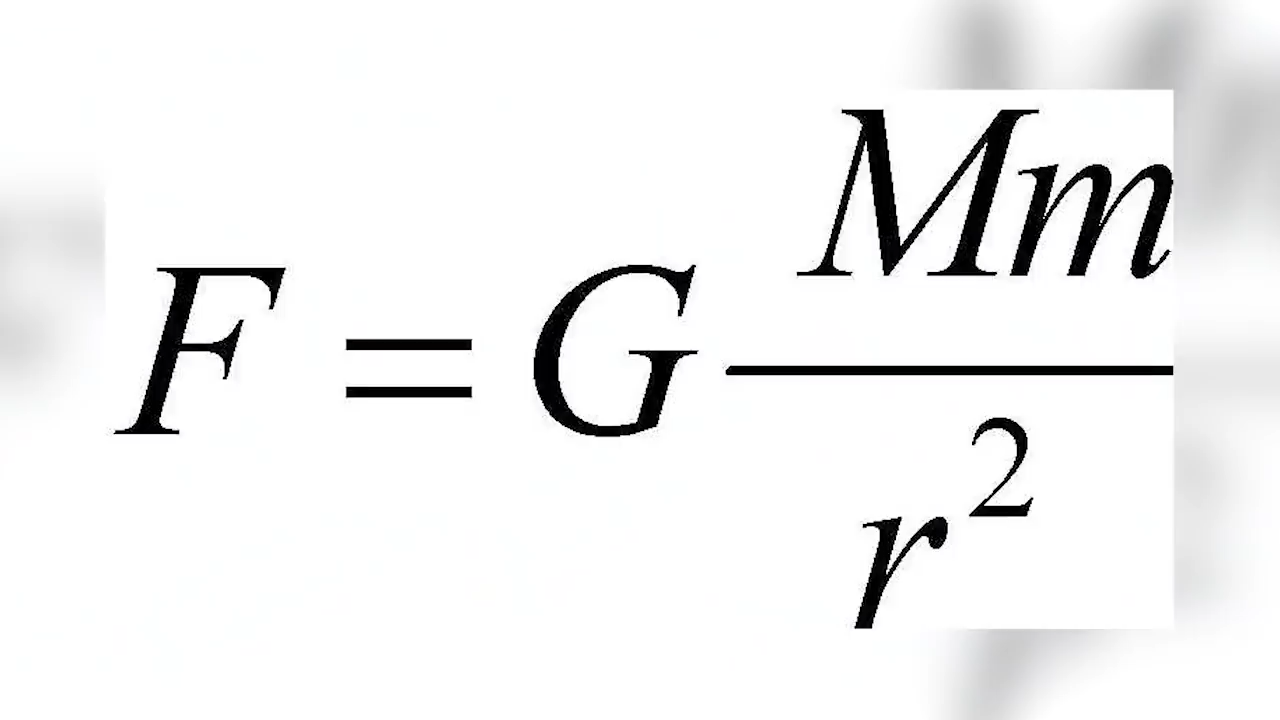 F = G Mm / r²